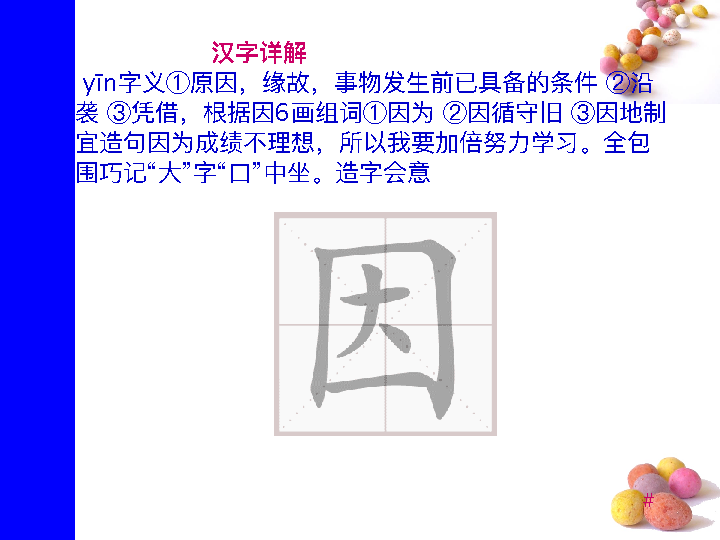 汉字详解
yīn字义①原因，缘故，事物发生前已具备的条件 ②沿
袭 ③凭借，根据因6画组词①因为 ②因循守旧 ③因地制
宜造句因为成绩不理想，所以我要加倍努力学习。全包
围巧记“大”字“口”中坐。造字会意
因
#